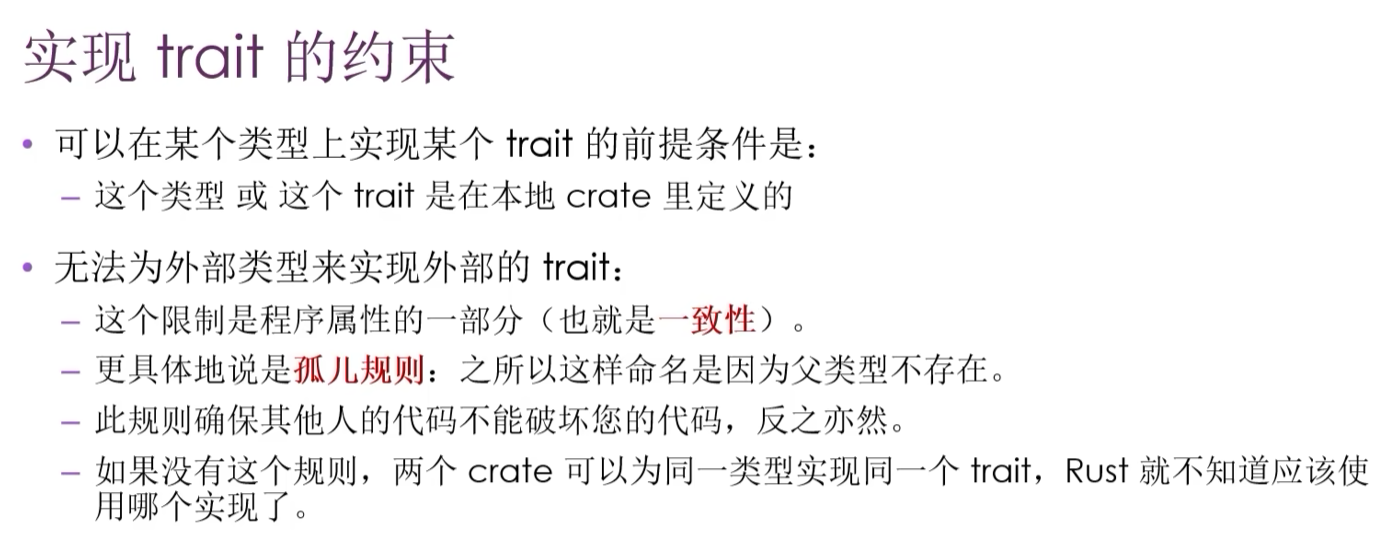 实现 trait 的约束
• 可以在某个类型上实现某个 trait 的前提条件是：
– 这个类型 或 这个 trait 是在本地 crate 里定义的
• 无法为外部类型来实现外部的 trait：
– 这个限制是程序属性的一部分（也就是一致性）。
– 更具体地说是孤儿规则：之所以这样命名是因为父类型不存在。
– 此规则确保其他人的代码不能破坏您的代码，反之亦然。
– 如果没有这个规则，两个 crate 可以为同一类型实现同一个 trait，Rust 就不知道应该使
用哪个实现了。